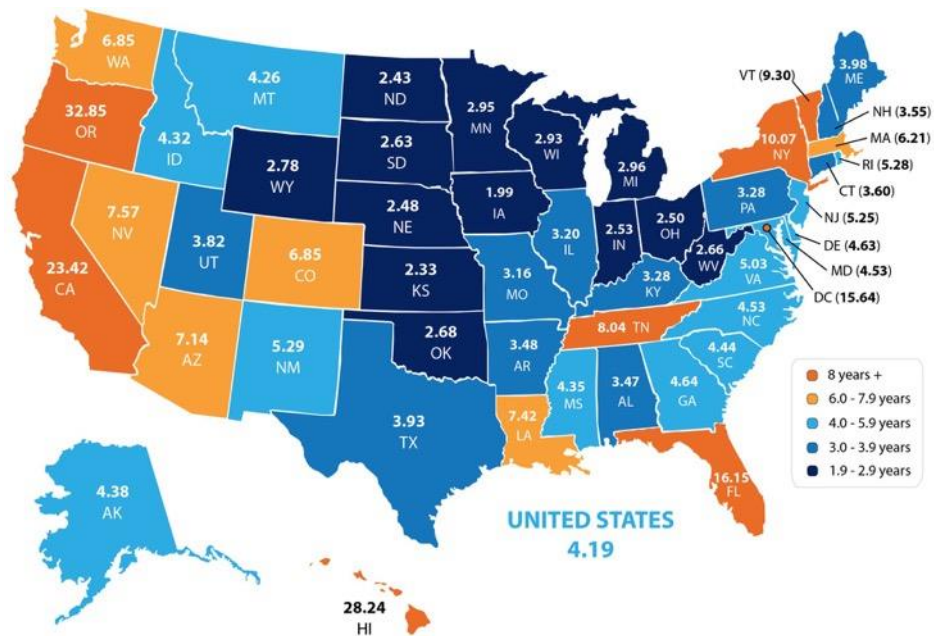 6.85
WA
32.85
OR
23.42
CA
7.57
NV
4.32
ID
4.26
MT
2.78
WY
3.82
UT
6.85
CO
7.14
AZ
5.29
NM
2.43
ND
2.63
SD
2.48
NE
2.33
KS
2.68
OK
3.93
TX
2.95
MN
1.99
IA
3.16
MO
3.48
AR
7.42
LA
2.93
WI
3.20
IL
2.96
MI
2.53
IN
2.50
OH
3.28
KY
8.04 TN
4.35
MS
3.47
AL
4.64
GA
16.15
FL
4.44
SC
4.53
NC
5.03
VA
2.66
WV
3.28
PA
10.07
NY
3.98
ME
VT (9.30)
NH (3.55)
MA (6.21)
RI (5.28)
CT (3.60)
NJ (5.25)
DE (4.63)
MD (4.53)
DC (15.64)
8 years +
6.0 - 7.9 years
4.0 - 5.9 years
3.0 - 3.9 years
1.9 - 2.9 years
4.38
AK
28.24
HI
UNITED STATES
4.19